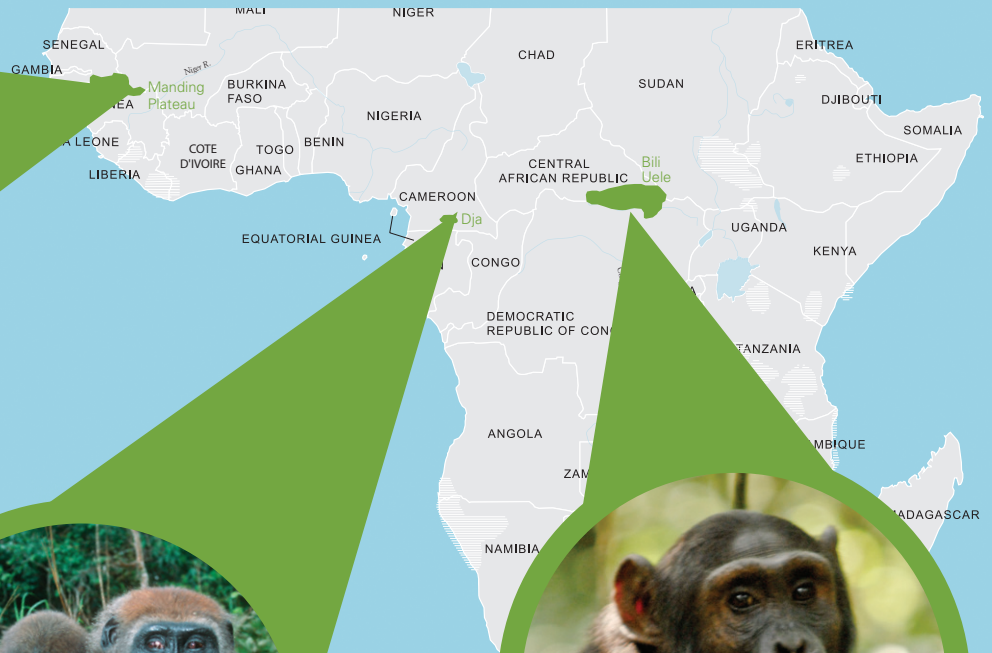 MALI
NIGER
SENEGAL
ERITREA
CHAD
GAMBIA
Niger R.
SUDAN
Manding
Plateau
BURKINA
FASO
DJIBOUTI
NIGERIA
SOMALIA
A LEONE
COTE
D'IVOIRE
TOGO
BENIN
GHANA
ETHIOPIA
LIBERIA
CENTRAL
AFRICAN REPUBLIC
Bili
Uele
CAMEROON
Dja
UGANDA
EQUATORIAL GUINEA
KENYA
CONGO
DEMOCRATIC
REPUBLIC OF CON
TANZANIA
ANGOLA
MBIQUE
ZAM
ADAGASCAR
NAMIBIA